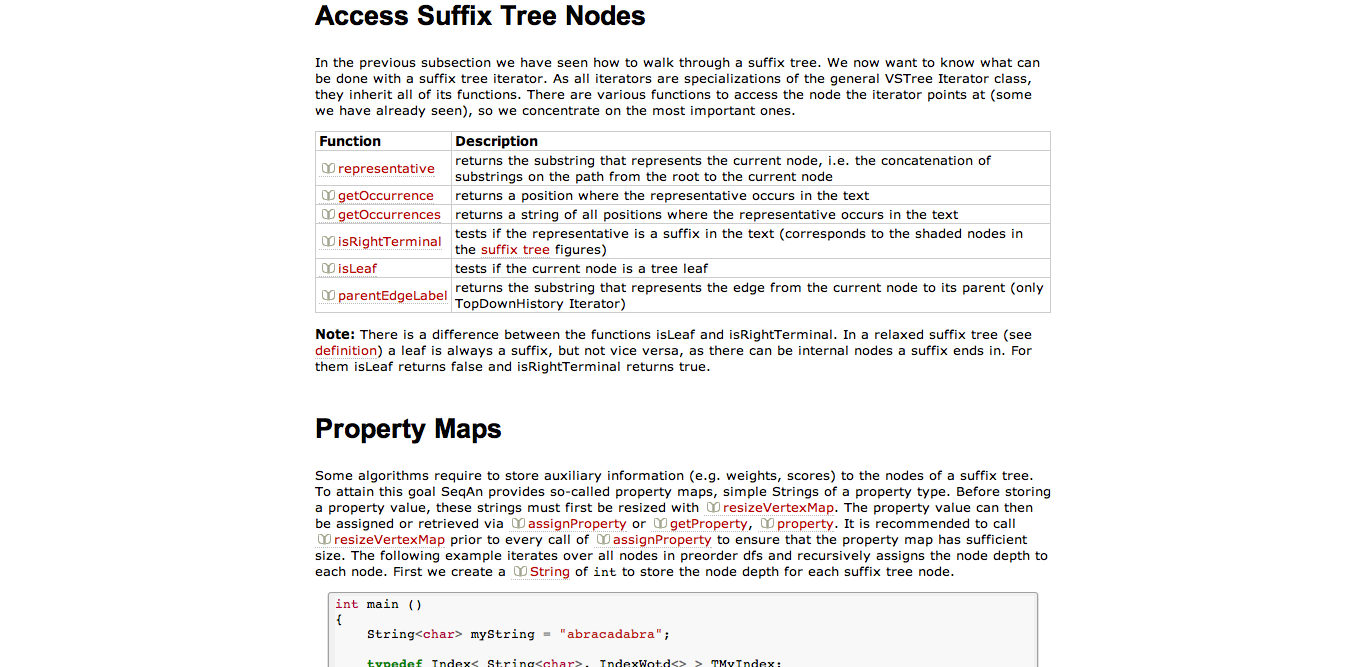 Access Suffix Tree Nodes
In the previous subsection we have seen how to walk through a suffix tree. We now want to know what can
be done with a suffix tree iterator. As all iterators are specializations of the general VSTree Iterator class,
they inherit all of its functions. There are various functions to access the node the iterator points at (some
we have already seen), so we concentrate on the most important ones.
Function Description
representative returns the substring that represents the current node, i.e. the concatenation of
substrings on the path from the root to the current node
getOccurrence returns a position where the representative occurs in the text
getOccurrences returns a string of all positions where the representative occurs in the text
isRightTerminal tests if the representative is a suffix in the text (corresponds to the shaded nodes in
the suffix tree figures)
isLeaf tests if the current node is a tree leaf
parentEdgeLabel returns the substring that represents the edge from the current node to its parent (only
TopDownHistory Iterator)
Note: There is a difference between the functions isLeaf and isRightTerminal. In a relaxed suffix tree (see
definition) a leaf is always a suffix, but not vice versa, as there can be internal nodes a suffix ends in. For
them isLeaf returns false and isRightTerminal returns true.
Property Maps
Some algorithms require to store auxiliary information (e.g. weights, scores) to the nodes of a suffix tree.
To attain this goal SeqAn provides so-called property maps, simple Strings of a property type. Before storing
a property value, these strings must first be resized with resizeVertexMap. The property value can then
be assigned or retrieved via assignProperty or getProperty, property. It is recommended to call
resizeVertexMap prior to every call of assignProperty to ensure that the property map has sufficient
size. The following example iterates over all nodes in preorder dfs and recursively assigns the node depth to
each node. First we create a String of int to store the node depth for each suffix tree node.
int main ()
{
String<char> myString = "abracadabra";
typedef Index< String<char>, IndexWotd<> > TMyIndex;